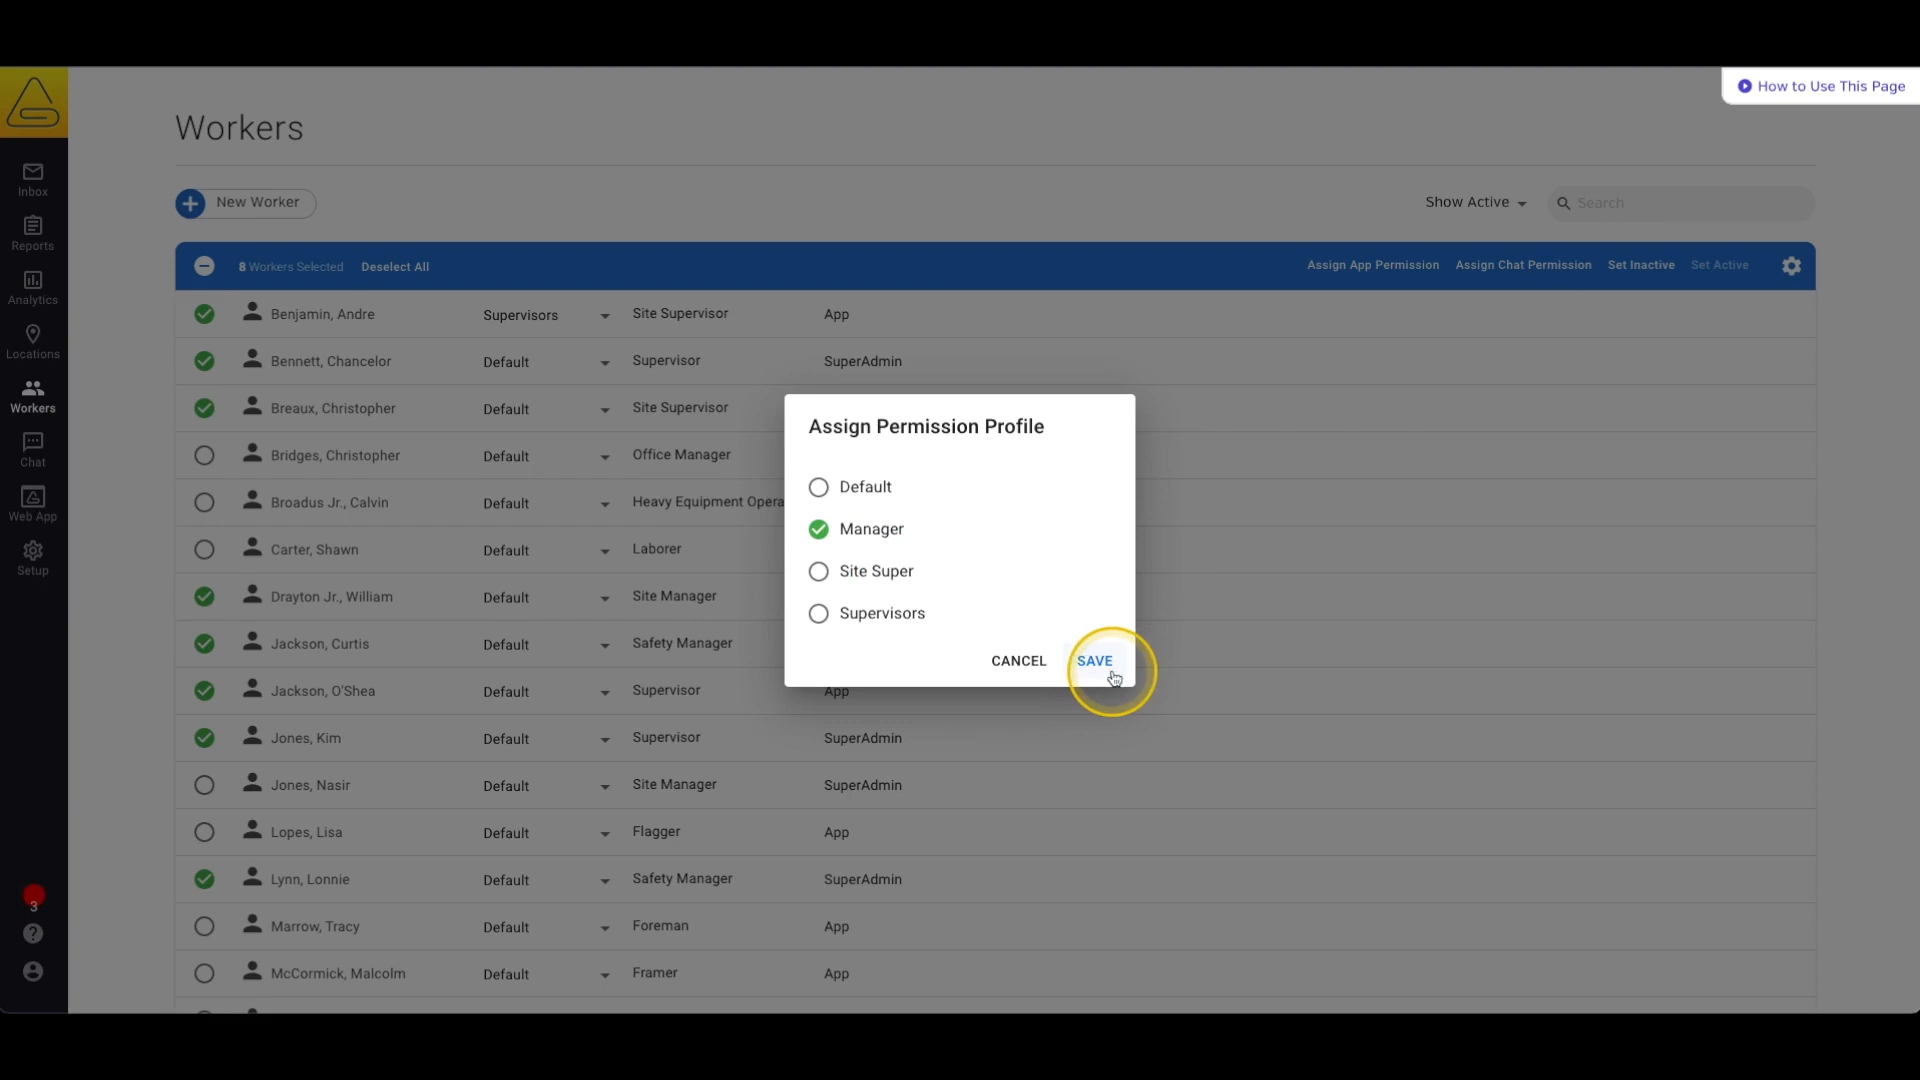 How to Use This Page
Workers
New Worker
Show Active
Search
8 Workers Selected Deselect All Assign App Permission Assign Chat Permission Set Inactive Set Active
Inbox
Reports
Analytics
Locations
Workers
Chat
Web App
Setup
3
Benjamin, Andre Supervisors Site Supervisor App
Bennett, Chancelor Default Supervisor SuperAdmin
Breaux, Christopher Default Site Supervisor
Bridges, Christopher Default Office Manager
Broadus Jr., Calvin Default Heavy Equipment Opera
Carter, Shawn Default Laborer
Drayton Jr., William Default Site Manager
Jackson, Curtis Default Safety Manager
Jackson, O'Shea Default Supervisor App
Jones, Kim Default Supervisor SuperAdmin
Jones, Nasir Default Site Manager SuperAdmin
Lopes, Lisa Default Flagger App
Lynn, Lonnie Default Safety Manager SuperAdmin
Marrow, Tracy Default Foreman App
McCormick, Malcolm Default Framer App
Assign Permission Profile
Default
Manager
Site Super
Supervisors
CANCEL SAVE